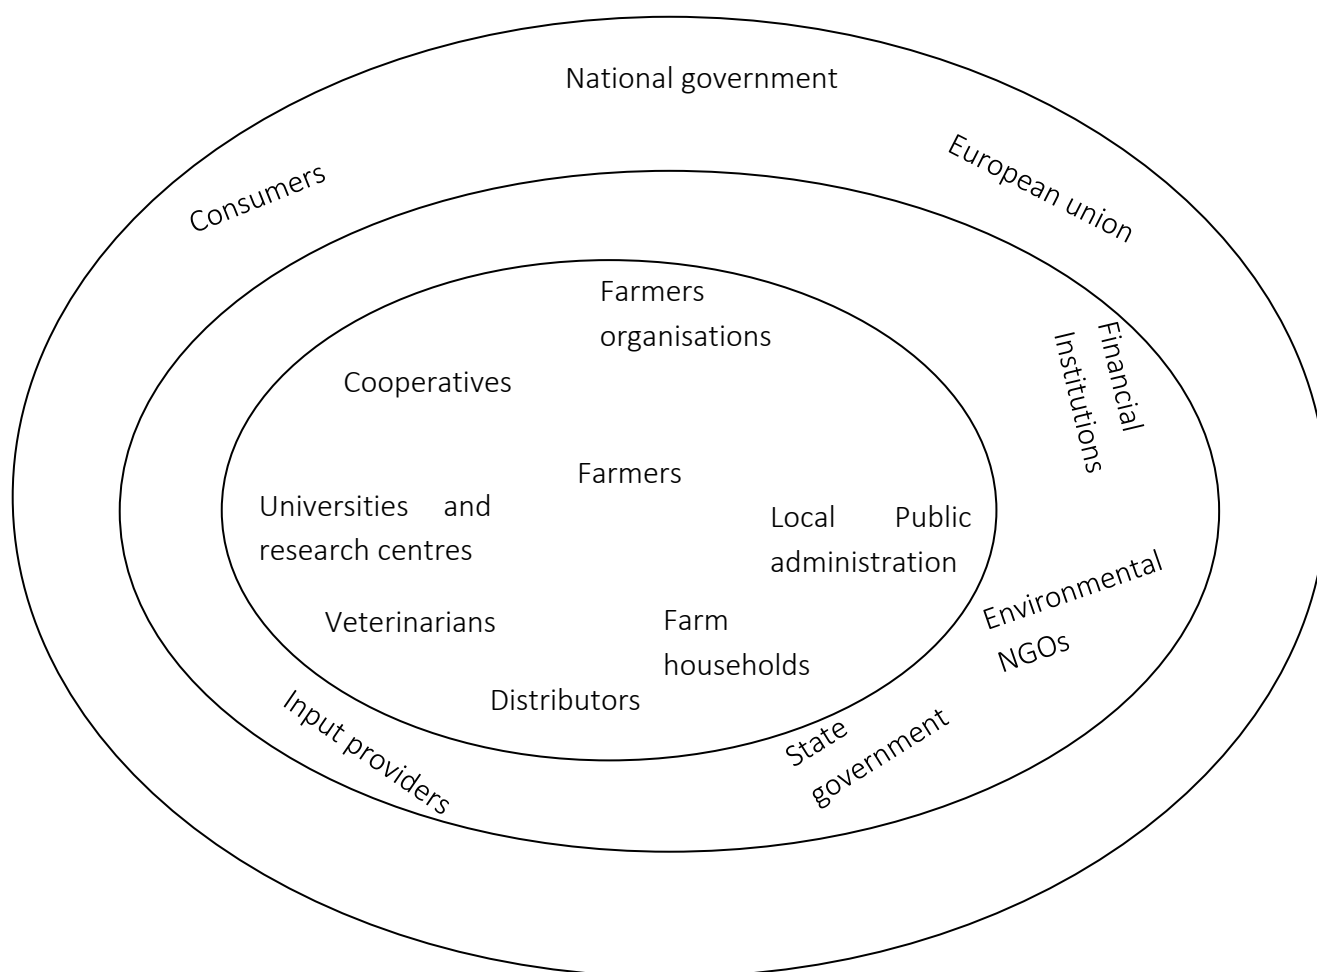 National government
European union
Consumers
Farmers
organisations
Financial
Institutions
Cooperatives
Farmers
Universities and
research centres
Local Public
administration
Environmental
NGOs
Veterinarians
Farm
households
Distributors
Input providers
State
government